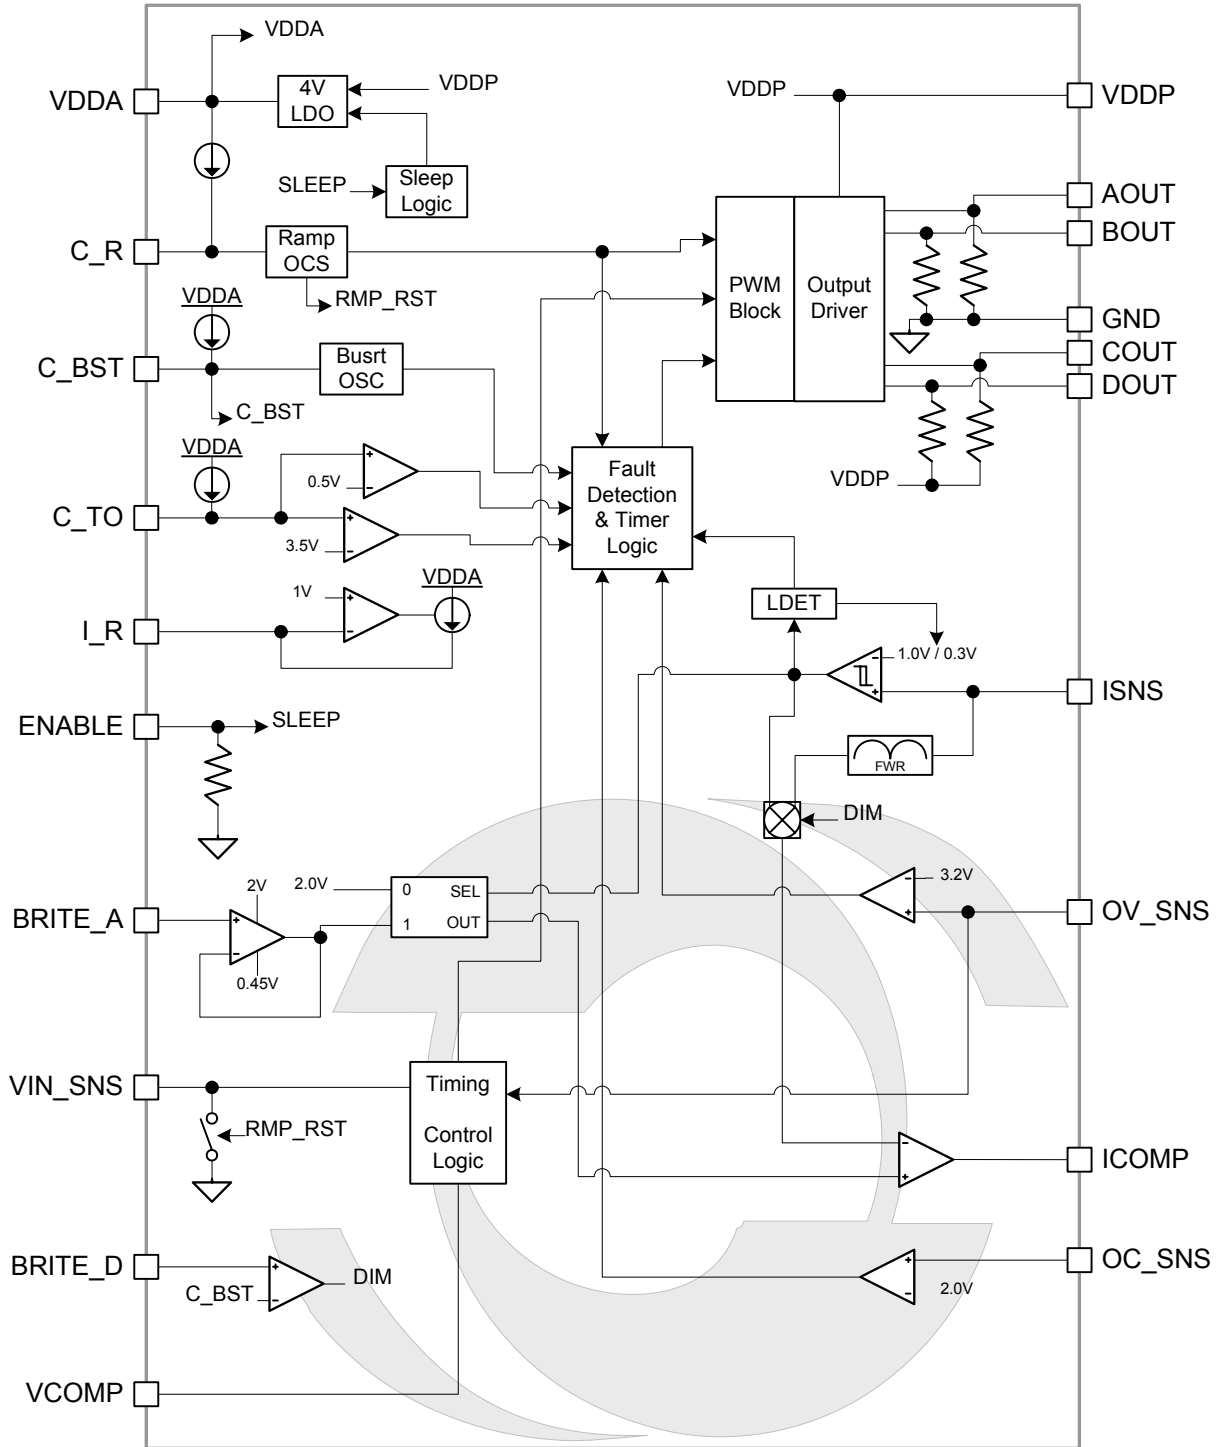 VDDA
VDDA
4V
LDO
VDDP
VDDP
VDDP
SLEEP
Sleep
Logic
AOUT
BOUT
C_R
Ramp
OCS
RMP_RST
PWM
Block
Output
Driver
VDDA
GND
C_BST
Busrt
OSC
COUT
DOUT
C_BST
VDDA
+
-
0.5V
Fault
Detection
& Timer
Logic
VDDP
C_TO
+
-
3.5V
VDDA
1V
+
-
I_R
LDET
1.0V / 0.3V
-
+
ISNS
ENABLE
SLEEP
FWR
DIM
2V
2.0V
0
SEL
1
OUT
-
3.2V
+
BRITE_A
+
-
0.45V
OV_SNS
VIN_SNS
Timing
Control
Logic
RMP_RST
-
+
ICOMP
BRITE_D
+
-
C_BST
DIM
+
-
2.0V
OC_SNS
VCOMP